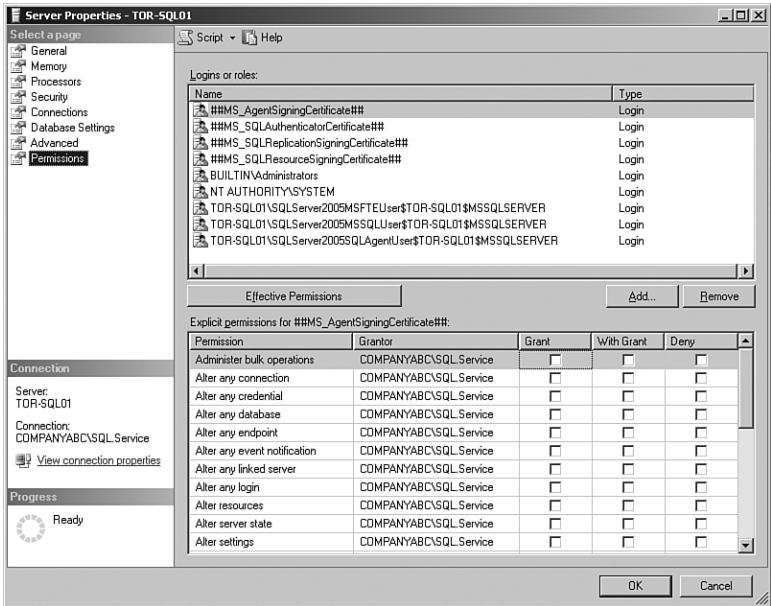 Server Properties - TOR-SQL01
Select a page
General
Memory
Processors
Security
Connections
Database Settings
Advanced
Permissions
Connection
Server:
TOR-SQL01
Connection:
COMPANYABC\SQL.Service
View connection properties
Progress
Ready
Script Help
Logins or roles:
Name Type
##MS_AgentSigningCertificate## Login
##MS_SQLAuthenticatorCertificate## Login
##MS_SQLReplicationSigningCertificate## Login
##MS_SQLResourceSigningCertificate## Login
BUILTIN\Administrators Login
NT AUTHORITY\SYSTEM Login
TOR-SQL01\SQLServer2005MSFTEUser$TOR-SQL01$MSSQLSERVER Login
TOR-SQL01\SQLServer2005MSSQLUser$TOR-SQL01$MSSQLSERVER Login
TOR-SQL01\SQLServer2005SQLAgentUser$TOR-SQL01$MSSQLSERVER Login
Effective Permissions Add... Remove
Explicit permissions for ##MS_AgentSigningCertificate##:
Permission Grantor Grant With Grant Deny
Administer bulk operations COMPANYABC\SQL.Service
Alter any connection COMPANYABC\SQL.Service
Alter any credential COMPANYABC\SQL.Service
Alter any database COMPANYABC\SQL.Service
Alter any endpoint COMPANYABC\SQL.Service
Alter any event notification COMPANYABC\SQL.Service
Alter any linked server COMPANYABC\SQL.Service
Alter any login COMPANYABC\SQL.Service
Alter resources COMPANYABC\SQL.Service
Alter server state COMPANYABC\SQL.Service
Alter settings COMPANYABC\SQL.Service
OK Cancel